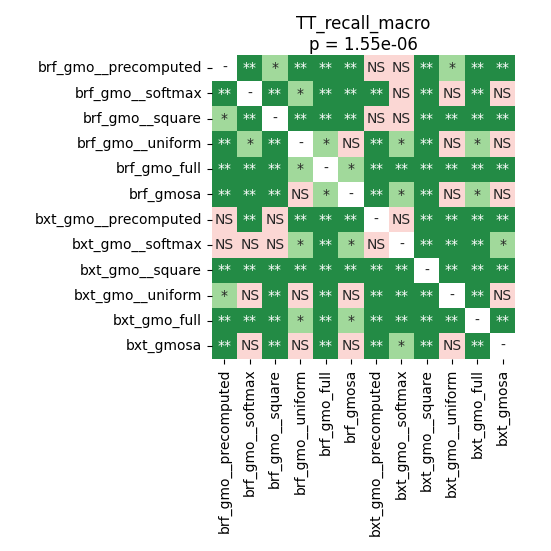 TT_recall_macro
p = 1.55e-06
brf_gmo__precomputed - ** * ** ** ** NS NS ** * ** **
brf_gmo__softmax ** - ** * ** ** ** NS ** NS ** NS
brf_gmo__square * ** - ** ** ** NS NS ** ** ** **
brf_gmo__uniform ** * ** - * NS ** * ** NS * NS
brf_gmo_full ** ** ** * - * ** ** ** ** ** **
brf_gmosa ** ** ** NS * - ** * ** NS * NS
bxt_gmo__precomputed NS ** NS ** ** ** - NS ** ** ** **
bxt_gmo__softmax NS NS NS * ** * NS - ** ** ** *
bxt_gmo__square ** ** ** ** ** ** ** ** - ** ** **
bxt_gmo__uniform * NS ** NS ** NS ** ** ** - ** NS
bxt_gmo_full ** ** ** * ** * ** ** ** ** - **
bxt_gmosa ** NS ** NS ** NS ** * ** NS ** -
brf_gmo__precomputed
brf_gmo__softmax
brf_gmo__square
brf_gmo__uniform
brf_gmo_full
brf_gmosa
bxt_gmo__precomputed
bxt_gmo__softmax
bxt_gmo__square
bxt_gmo__uniform
bxt_gmo_full
bxt_gmosa